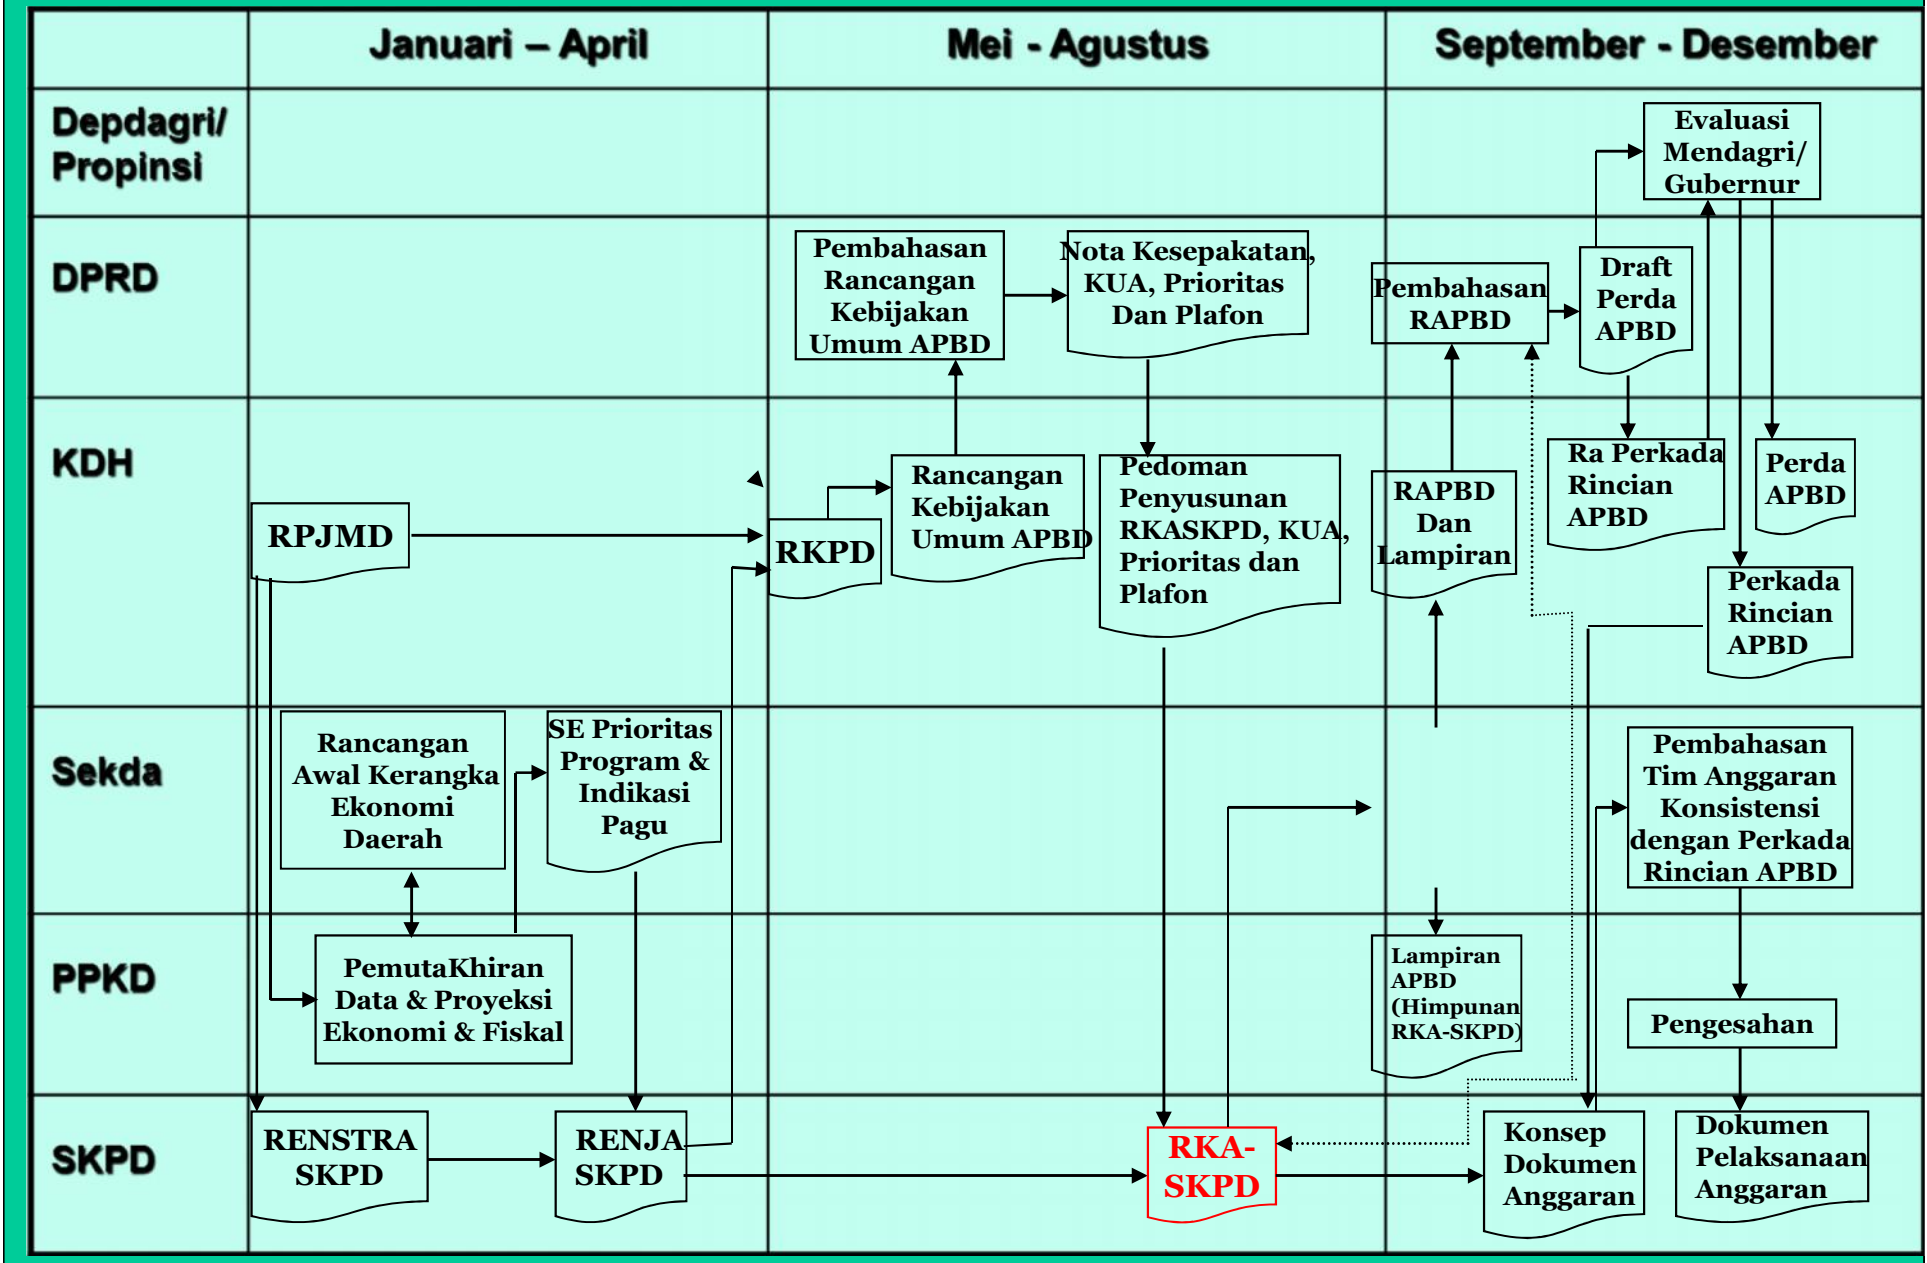 Januari – April
Mei - Agustus
September - Desember
Depdagri/
Propinsi
Evaluasi
Mendagri/
Gubernur
DPRD
Pembahasan
Rancangan
Kebijakan
Umum APBD
Nota Kesepakatan,
KUA, Prioritas
Dan Plafon
Pembahasan
RAPBD
Draft
Perda
APBD
KDH
RPJMD
RKPD
Rancangan
Kebijakan
Umum APBD
Pedoman
Penyusunan
RKASKPD, KUA,
Prioritas dan
Plafon
RAPBD
Dan
Lampiran
Ra Perkada
Rincian
APBD
Perda
APBD
Perkada
Rincian
APBD
Sekda
Rancangan
Awal Kerangka
Ekonomi
Daerah
SE Prioritas
Program &
Indikasi
Pagu
Pembahasan
Tim Anggaran
Konsistensi
dengan Perkada
Rincian APBD
PPKD
PemutaKhiran
Data & Proyeksi
Ekonomi & Fiskal
Lampiran
APBD
(Himpunan
RKA-SKPD)
Pengesahan
SKPD
RENSTRA
SKPD
RENJA
SKPD
RKA-
SKPD
Konsep
Dokumen
Anggaran
Dokumen
Pelaksanaan
Anggaran